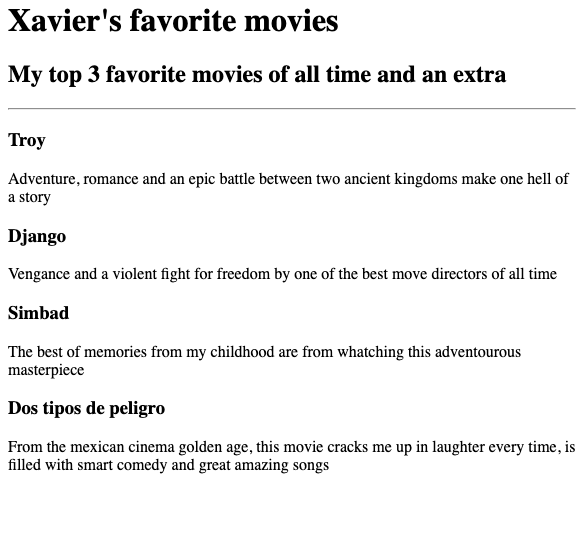 Xavier's favorite movies
My top 3 favorite movies of all time and an extra
Troy
Adventure, romance and an epic battle between two ancient kingdoms make one hell of
a story
Django
Vengance and a violent fight for freedom by one of the best move directors of all time
Simbad
The best of memories from my childhood are from whatching this adventourous
masterpiece
Dos tipos de peligro
From the mexican cinema golden age, this movie cracks me up in laughter every time, is
filled with smart comedy and great amazing songs